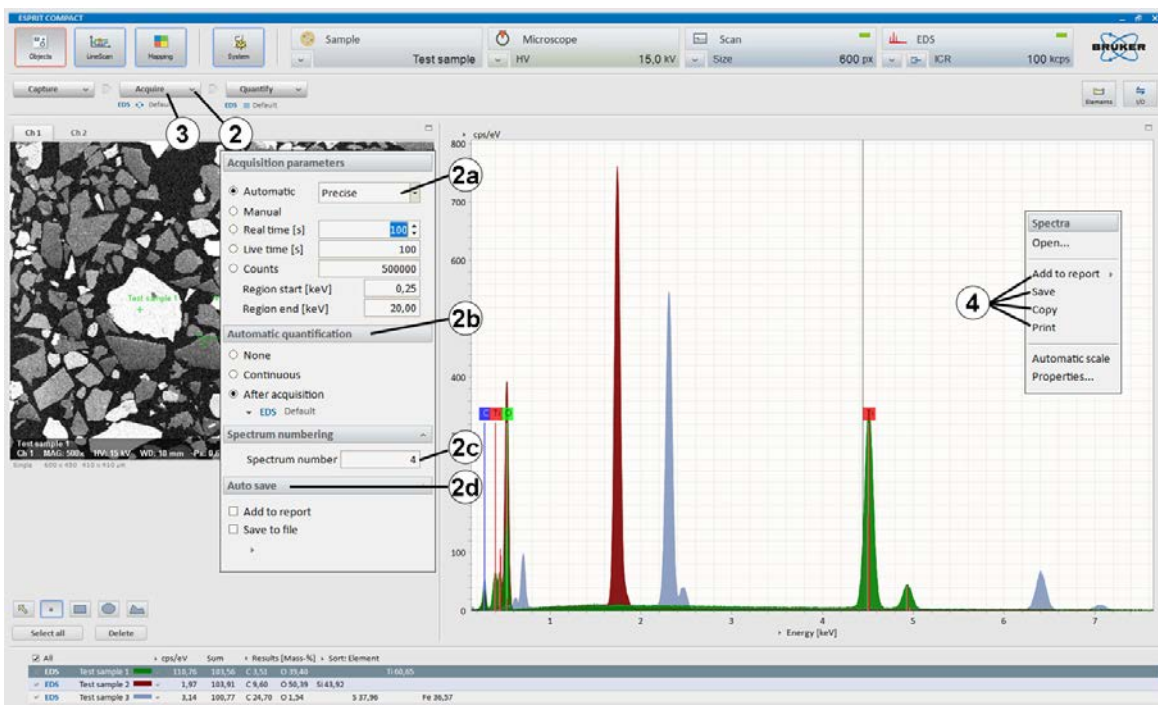 ESPRIT COMPACT
Objects LineScan Mapping System
Sample
Test sample
Microscope
HV 15,0 kV
Scan
Size 600 px
EDS
ICR 100 kcps
BRUKER
Capture Acquire Quantify
EDS Default
EDS Default
Elements I/O
3 2
Ch 1 Ch 2
Acquisition parameters
Automatic Precise
2a
Manual
Real time [s] 100
Live time [s] 100
Counts 500000
Region start [keV] 0,25
Region end [keV] 20,00
Automatic quantification
2b
None
Continuous
After acquisition
EDS Default
Spectrum numbering
Spectrum number 4
2c
Auto save
2d
Add to report
Save to file
Test sample 1
Test sample 1
Ch 1 MAG: 500x HV: 15 kV WD: 10 mm
Single 600 x 450 410 x 410 µm
Select all Delete
cps/eV
800
700
600
400
100
0
C Ti O
Ti
1 2 3 4 5 6 7
Energy [keV]
Spectra
Open...
Add to report
4
Save
Copy
Print
Automatic scale
Properties...
All cps/eV Sum Results [Mass-%] Sort: Element
EDS Test sample 1 118,76 103,56 C 3,51 O 39,40 Ti 60,65
EDS Test sample 2 1,97 103,91 C 9,60 O 50,39 Si 43,92
EDS Test sample 3 3,14 100,77 C 24,70 O 1,54 S 37,96 Fe 36,57